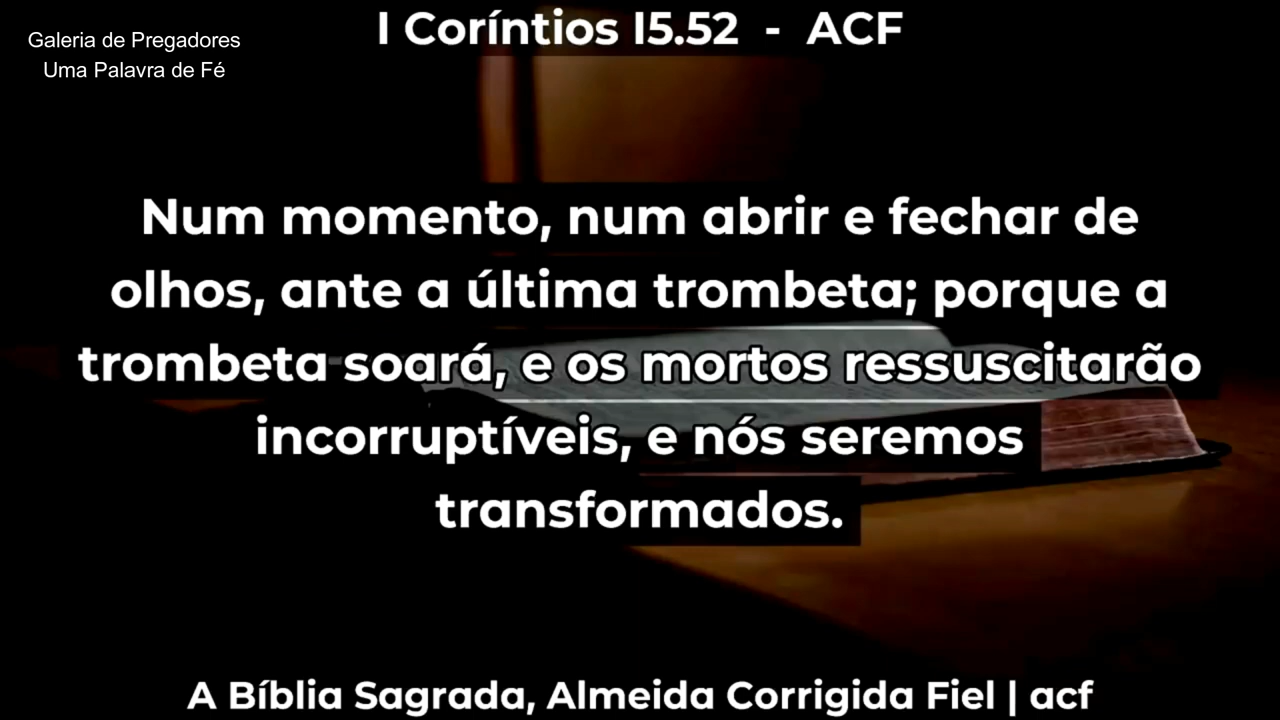 I Coríntios I5.52 - ACF
Galeria de Pregadores
Uma Palavra de Fé
Num momento, num abrir e fechar de
olhos, ante a última trombeta; porque a
trombeta soará, e os mortos ressuscitarão
incorruptíveis, e nós seremos
transformados.
A Bíblia Sagrada, Almeida Corrigida Fiel | acf